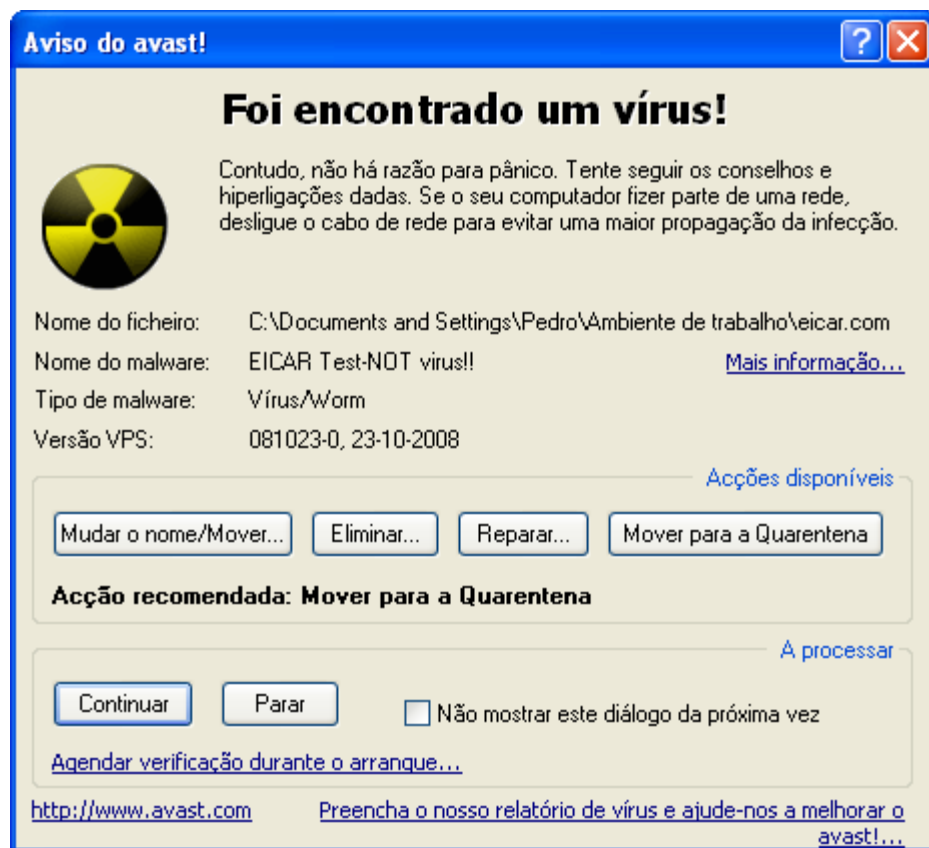 Aviso do avast!
Foi encontrado um vírus!
Contudo, não há razão para pânico. Tente seguir os conselhos e
hiperligações dadas. Se o seu computador fizer parte de uma rede,
desligue o cabo de rede para evitar uma maior propagação da infecção.
Nome do ficheiro: C:\Documents and Settings\Pedro\Ambiente de trabalho\eicar.com
Nome do malware: EICAR Test-NOT virus!! Mais informação...
Tipo de malware: Vírus/Worm
Versão VPS: 081023-0, 23-10-2008
Acções disponíveis
Mudar o nome/Mover... Eliminar... Reparar... Mover para a Quarentena
Acção recomendada: Mover para a Quarentena
A processar
Continuar Parar Não mostrar este diálogo da próxima vez
Agendar verificação durante o arranque...
http://www.avast.com Preencha o nosso relatório de vírus e ajude-nos a melhorar o
avast!...